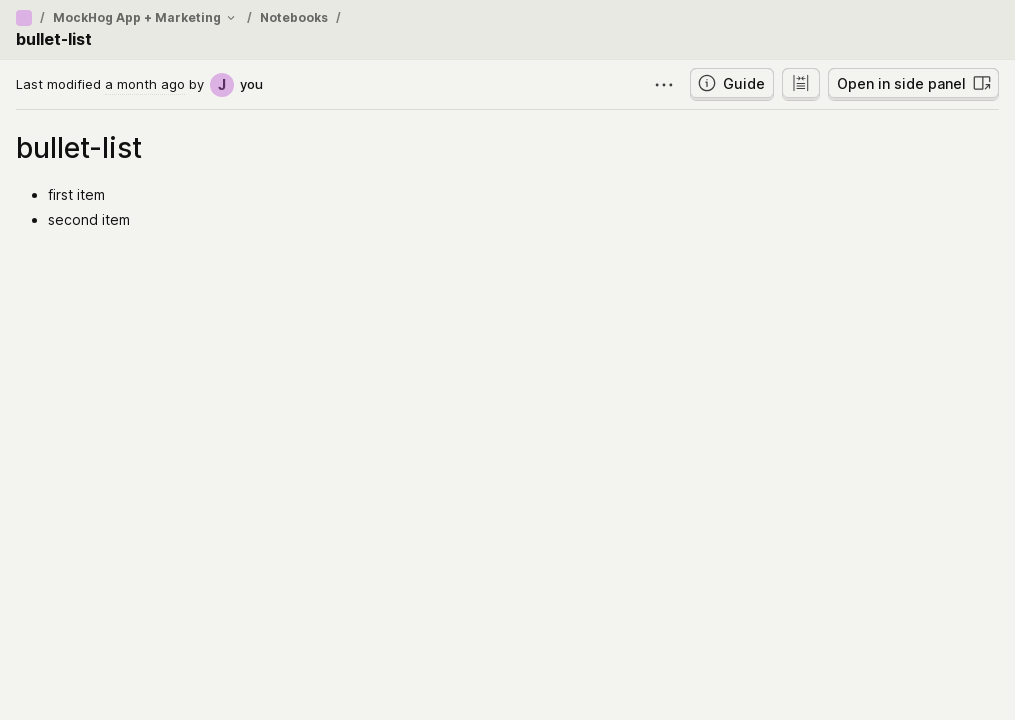 / MockHog App + Marketing / Notebooks /
bullet-list
Last modified a month ago by J you
Guide
Open in side panel
bullet-list
• first item
• second item